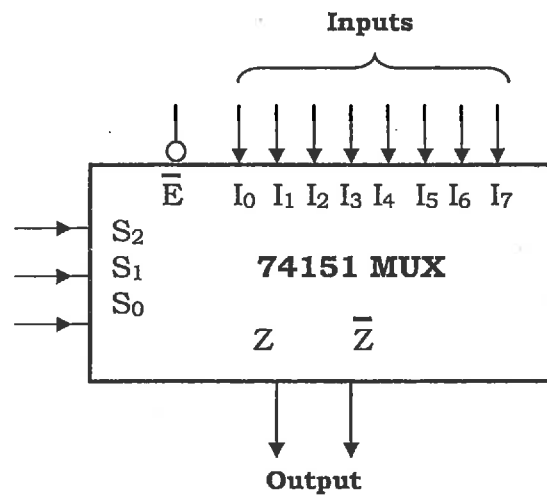 Inputs
E̅ I₀ I₁ I₂ I₃ I₄ I₅ I₆ I₇
S₂
S₁
74151 MUX
S₀
Z Z̅
Output